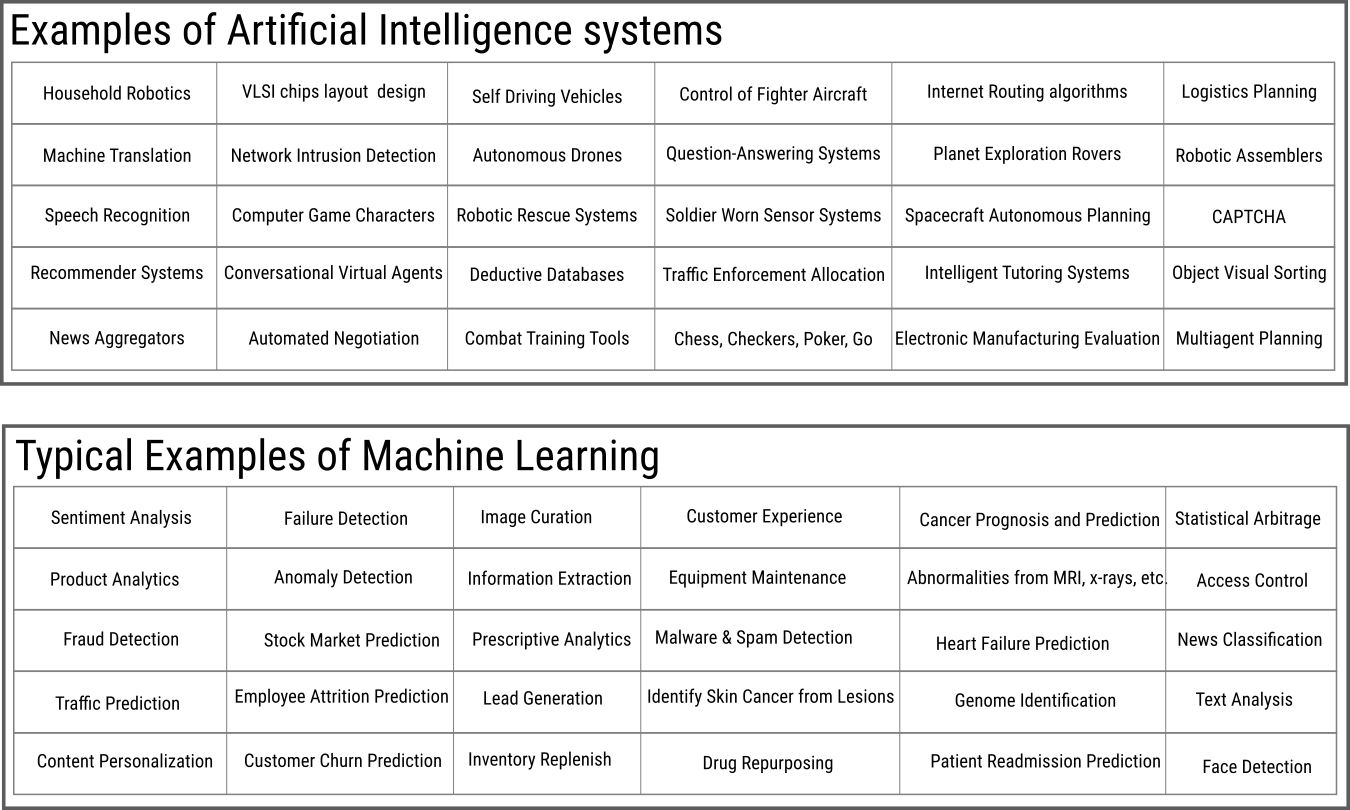 Examples of Artificial Intelligence systems
Household Robotics VLSI chips layout design Self Driving Vehicles Control of Fighter Aircraft Internet Routing algorithms Logistics Planning
Machine Translation Network Intrusion Detection Autonomous Drones Question-Answering Systems Planet Exploration Rovers Robotic Assemblers
Speech Recognition Computer Game Characters Robotic Rescue Systems Soldier Worn Sensor Systems Spacecraft Autonomous Planning CAPTCHA
Recommender Systems Conversational Virtual Agents Deductive Databases Traffic Enforcement Allocation Intelligent Tutoring Systems Object Visual Sorting
News Aggregators Automated Negotiation Combat Training Tools Chess, Checkers, Poker, Go Electronic Manufacturing Evaluation Multiagent Planning
Typical Examples of Machine Learning
Sentiment Analysis Failure Detection Image Curation Customer Experience Cancer Prognosis and Prediction Statistical Arbitrage
Product Analytics Anomaly Detection Information Extraction Equipment Maintenance Abnormalities from MRI, x-rays, etc. Access Control
Fraud Detection Stock Market Prediction Prescriptive Analytics Malware & Spam Detection Heart Failure Prediction News Classification
Traffic Prediction Employee Attrition Prediction Lead Generation Identify Skin Cancer from Lesions Genome Identification Text Analysis
Content Personalization Customer Churn Prediction Inventory Replenish Drug Repurposing Patient Readmission Prediction Face Detection